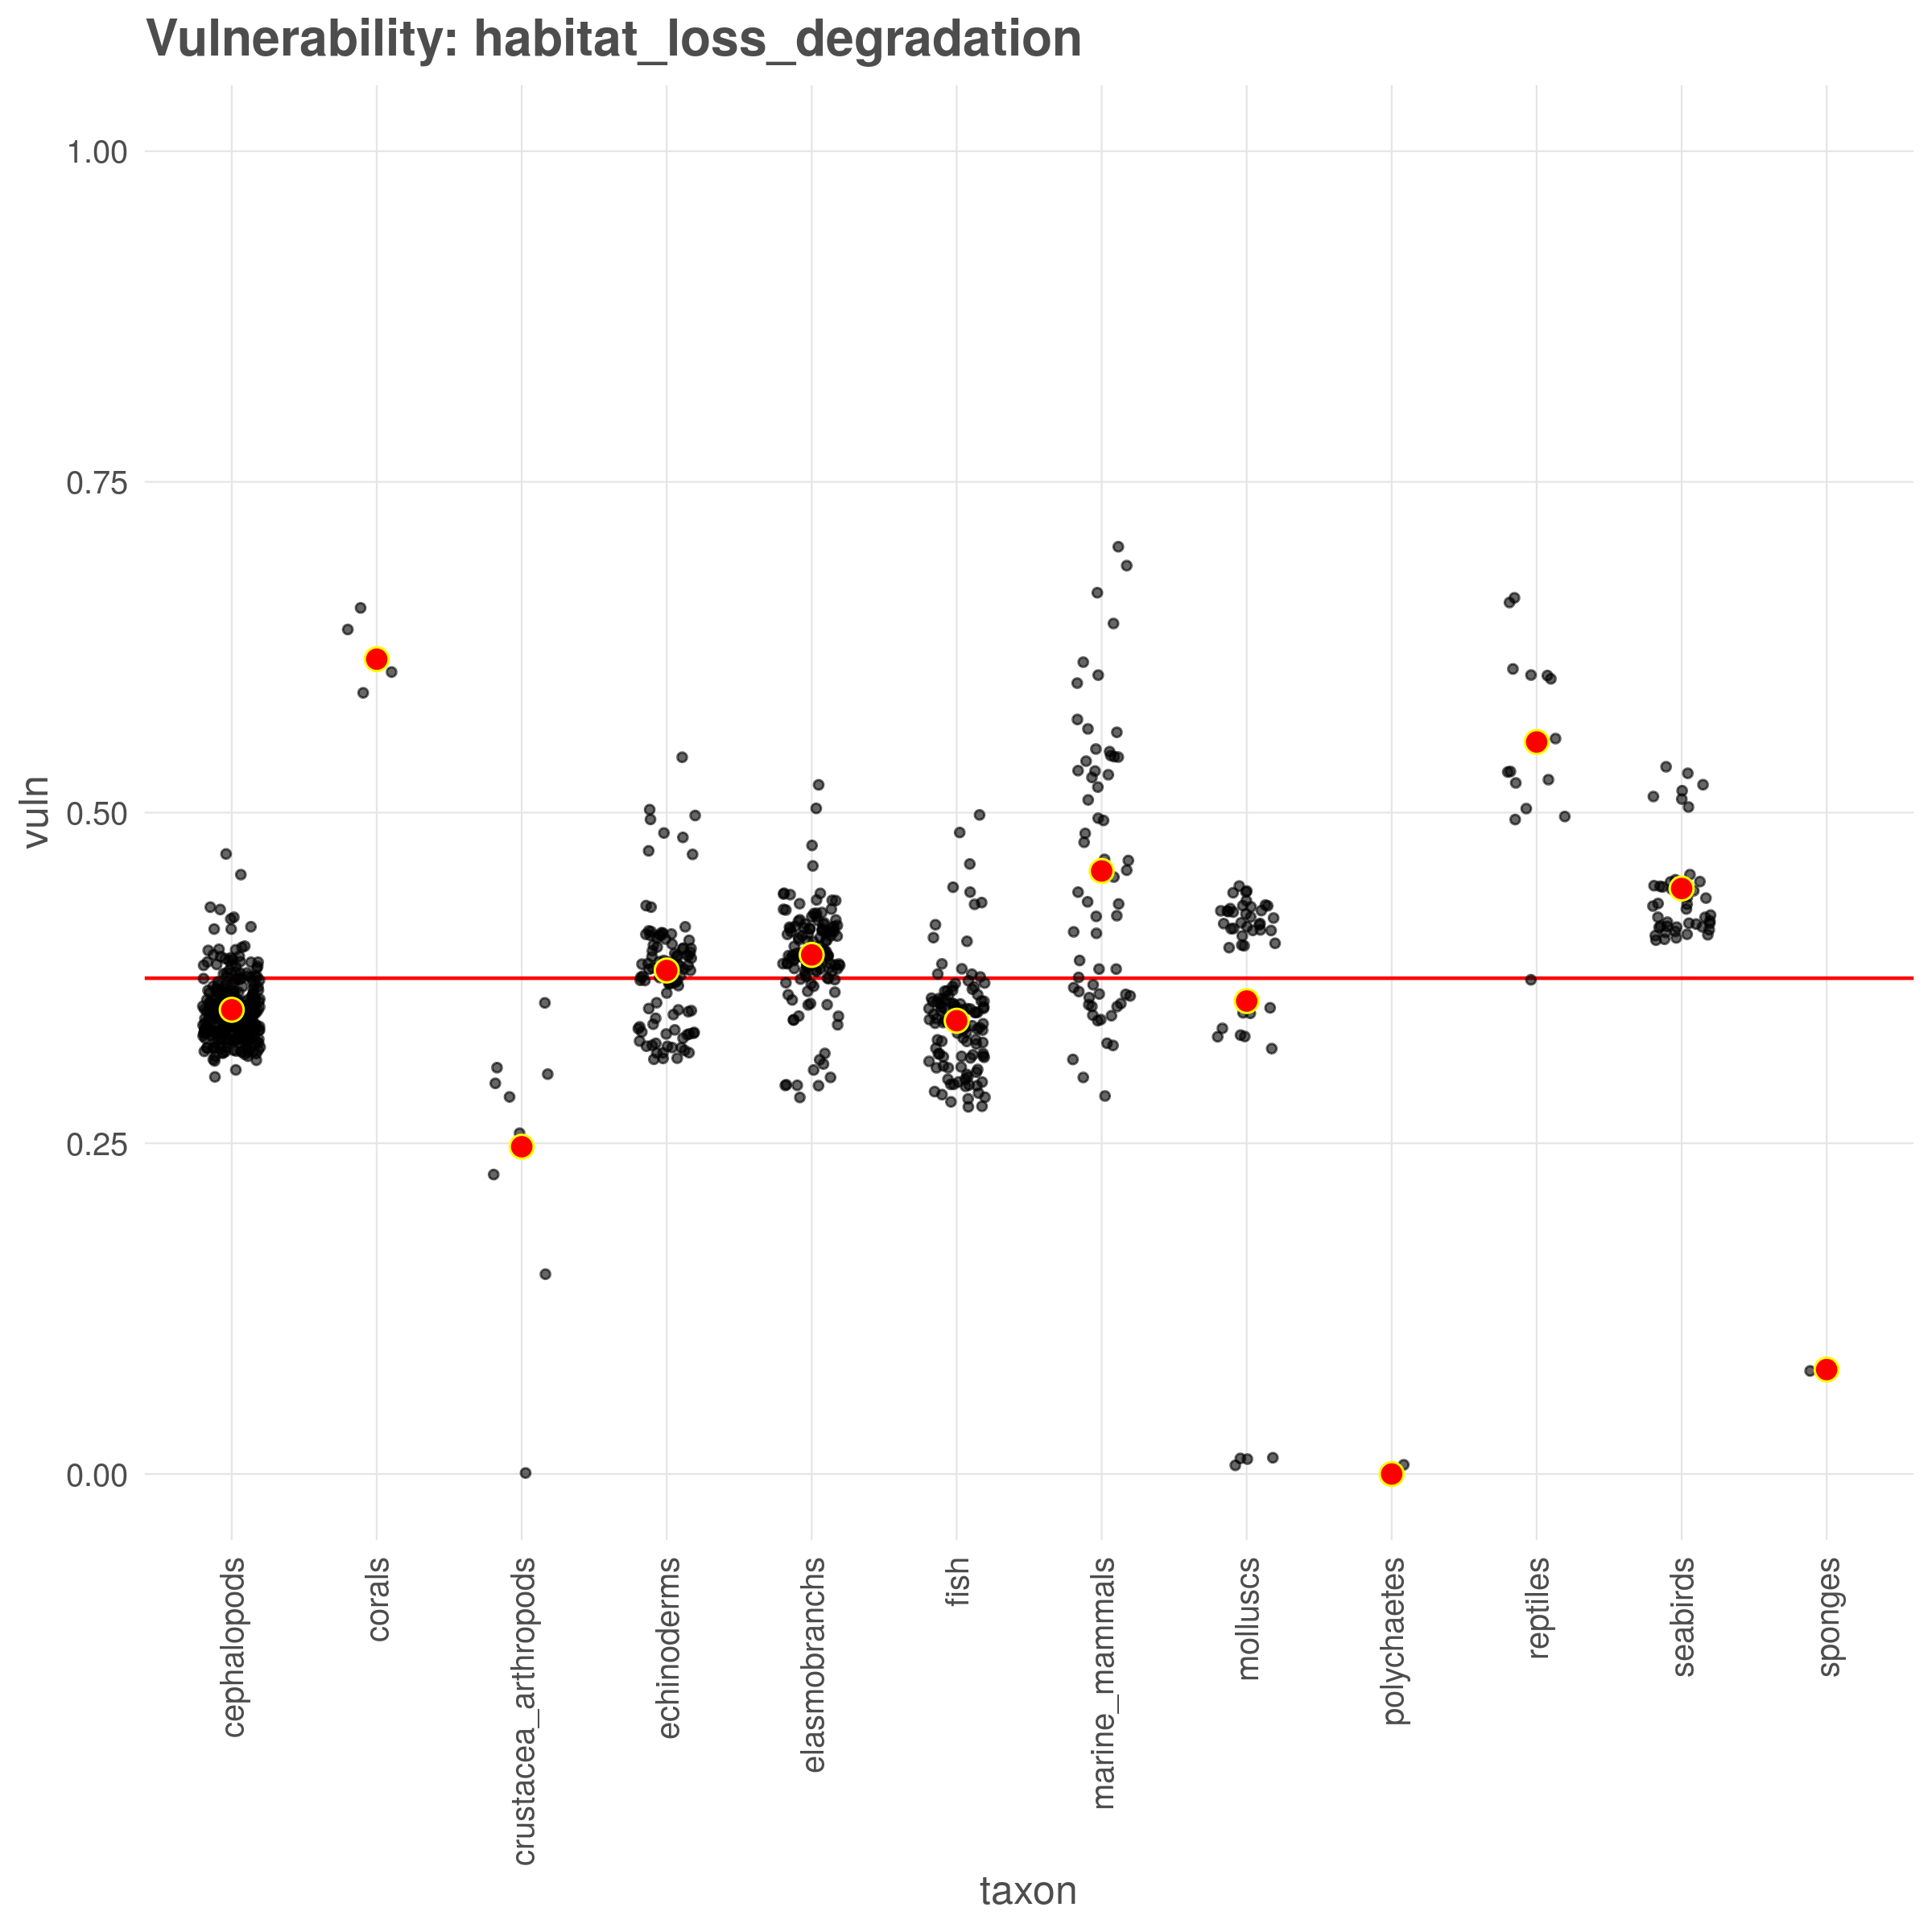 Vulnerability: habitat_loss_degradation
vuln
1.00
0.75
0.50
0.25
0.00
cephalopods
corals
crustacea_arthropods
echinoderms
elasmobranchs
fish
marine_mammals
molluscs
polychaetes
reptiles
seabirds
sponges
taxon